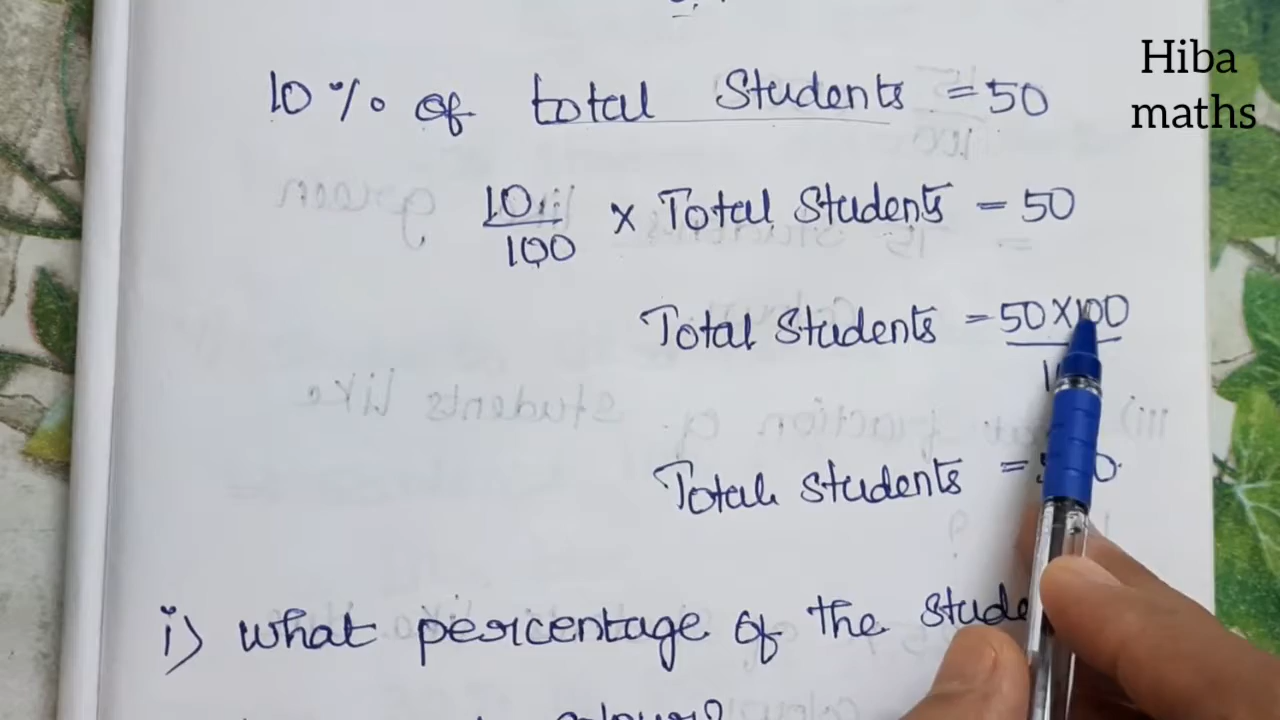 Hiba
maths
10% of total Students = 50
10
100
× Total Students = 50
Total Students = 50×100
Total Students =
i) what percentage of the